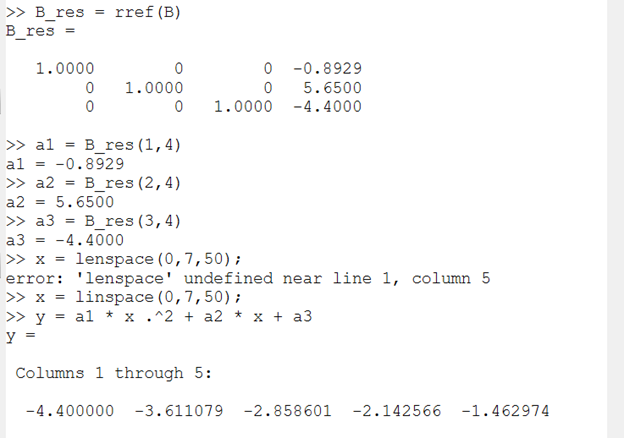 >> B_res = rref(B)
B_res =
1.0000 0 0 -0.8929
0 1.0000 0 5.6500
0 0 1.0000 -4.4000
>> a1 = B_res(1,4)
a1 = -0.8929
>> a2 = B_res(2,4)
a2 = 5.6500
>> a3 = B_res(3,4)
a3 = -4.4000
>> x = lenspace(0,7,50);
error: 'lenspace' undefined near line 1, column 5
>> x = linspace(0,7,50);
>> y = a1 * x .^2 + a2 * x + a3
y =
Columns 1 through 5:
-4.400000 -3.611079 -2.858601 -2.142566 -1.462974